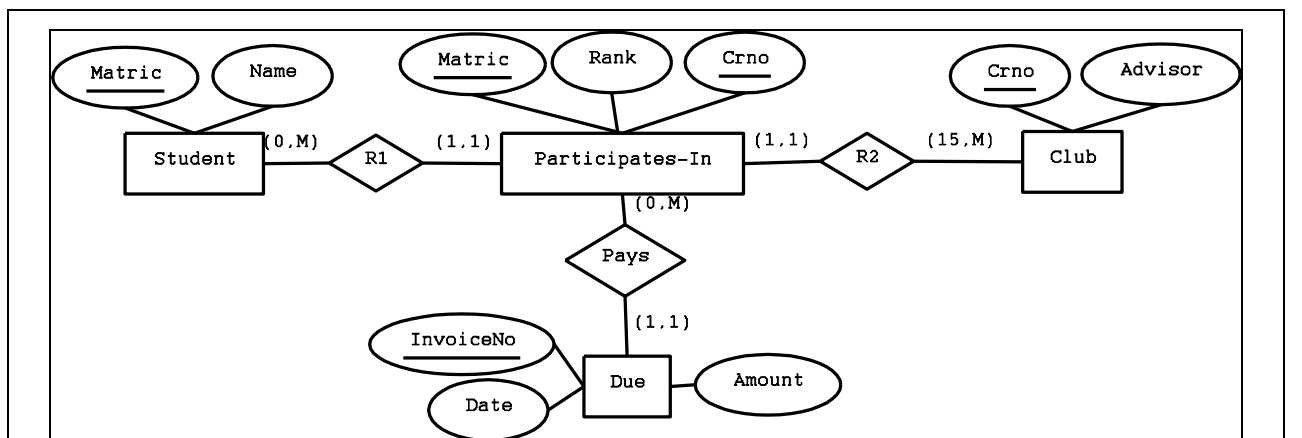 Matric
Name
Matric
Rank
Crno
Crno
Advisor
Student
(0,M)
R1
(1,1)
Participates-In
(1,1)
R2
(15,M)
Club
(0,M)
Pays
(1,1)
InvoiceNo
Due
Amount
Date